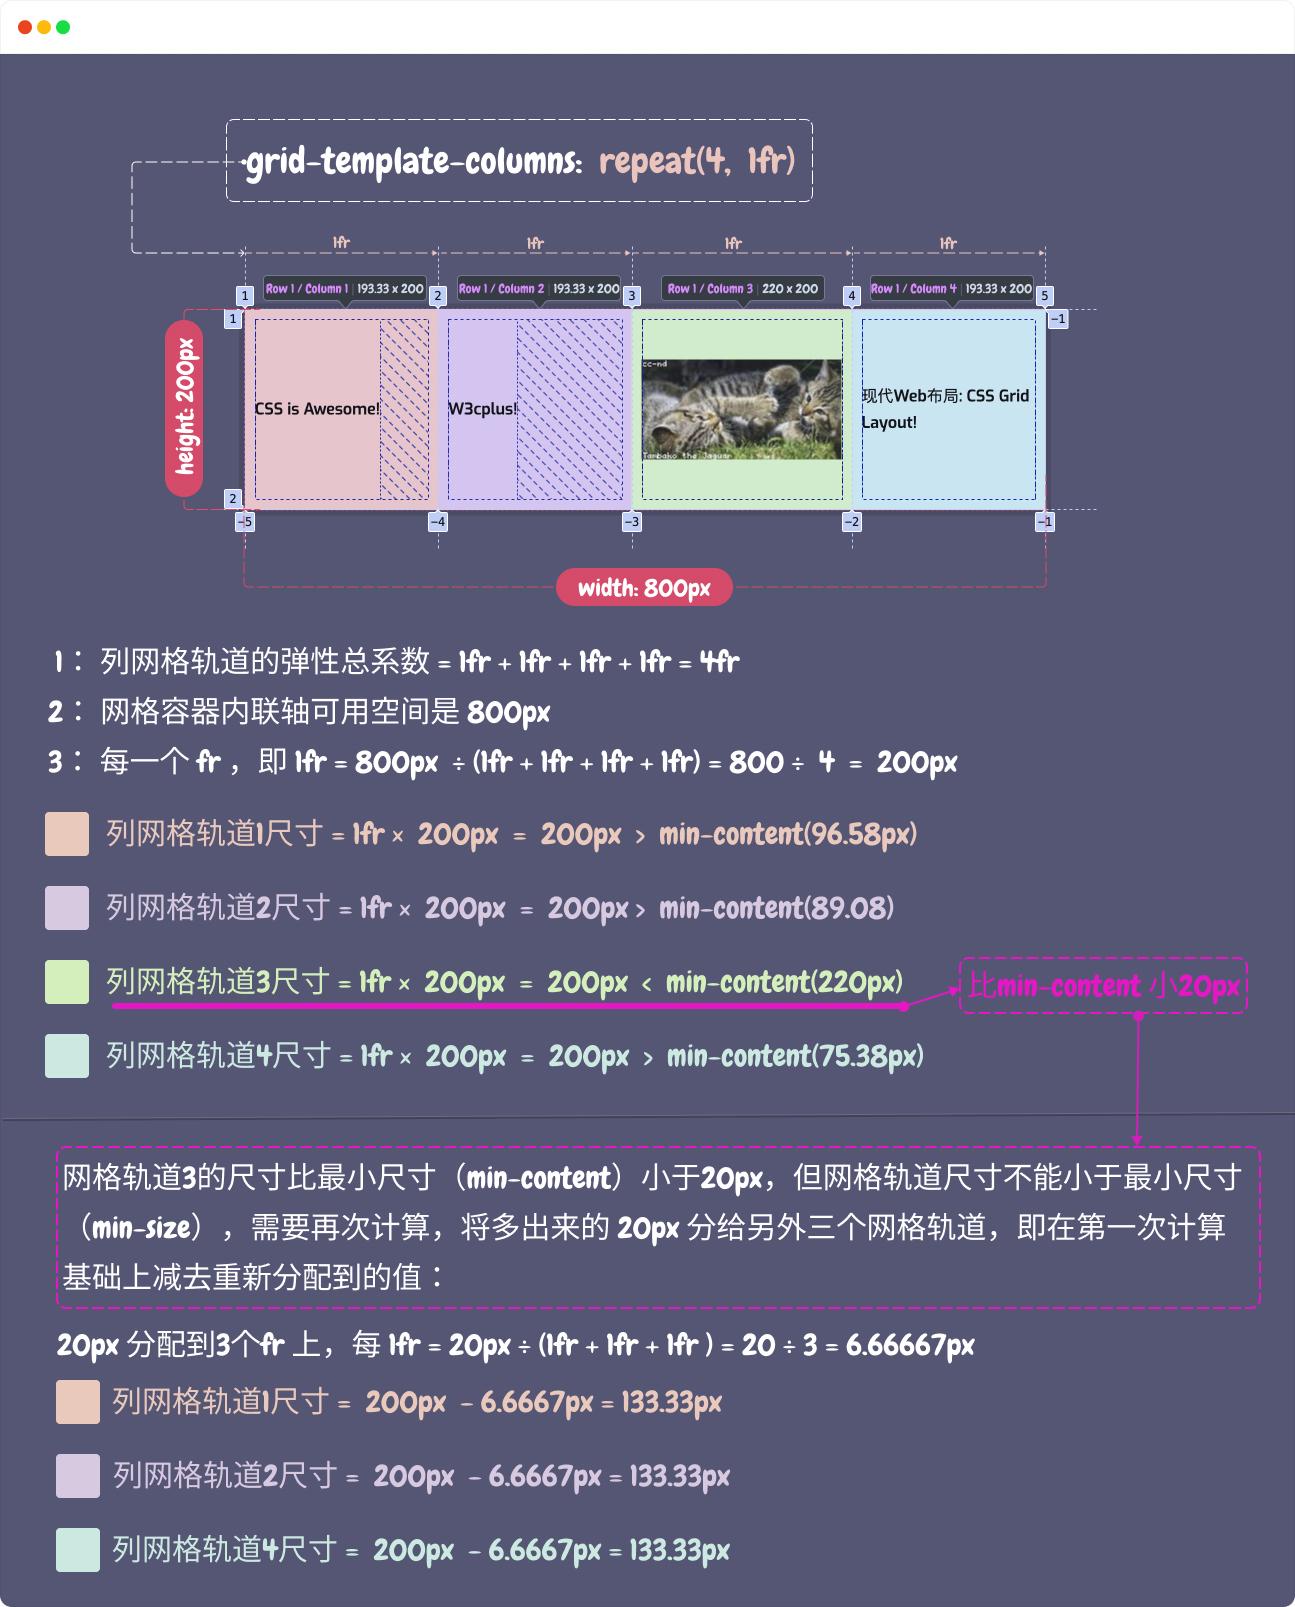 grid-template-columns: repeat(4, 1fr)
1fr 1fr 1fr 1fr
Row 1 / Column 1 | 193.33 x 200 Row 1 / Column 2 | 193.33 x 200 Row 1 / Column 3 | 220 x 200 Row 1 / Column 4 | 193.33 x 200
1 2 3 4 5
1 -1
height: 200px
cc-nd
CSS is Awesome!
W3cplus!
现代Web布局: CSS Grid
Layout!
Tambako the Jaguar
2
-5 -4 -3 -2 -1
width: 800px
1： 列网格轨道的弹性总系数 = 1fr + 1fr + 1fr + 1fr = 4fr
2： 网格容器内联轴可用空间是 800px
3： 每一个 fr ，即 1fr = 800px ÷ (1fr + 1fr + 1fr + 1fr) = 800 ÷ 4 = 200px
列网格轨道1尺寸 = 1fr × 200px = 200px > min-content(96.58px)
列网格轨道2尺寸 = 1fr × 200px = 200px > min-content(89.08)
列网格轨道3尺寸 = 1fr × 200px = 200px < min-content(220px)
比min-content 小20px
列网格轨道4尺寸 = 1fr × 200px = 200px > min-content(75.38px)
网格轨道3的尺寸比最小尺寸（min-content）小于20px，但网格轨道尺寸不能小于最小尺寸
（min-size），需要再次计算，将多出来的 20px 分给另外三个网格轨道，即在第一次计算
基础上减去重新分配到的值：
20px 分配到3个fr 上，每 1fr = 20px ÷ (1fr + 1fr + 1fr ) = 20 ÷ 3 = 6.66667px
列网格轨道1尺寸 = 200px - 6.6667px = 133.33px
列网格轨道2尺寸 = 200px - 6.6667px = 133.33px
列网格轨道4尺寸 = 200px - 6.6667px = 133.33px